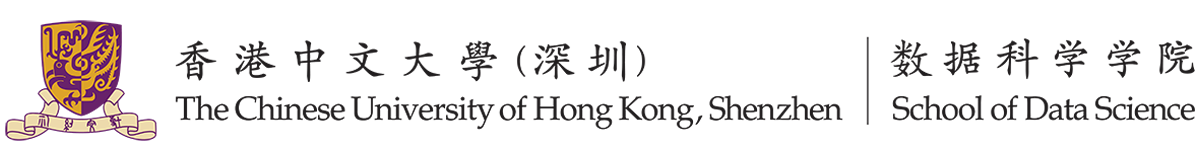 香港中文大學(深圳)
The Chinese University of Hong Kong, Shenzhen
数据科学学院
School of Data Science